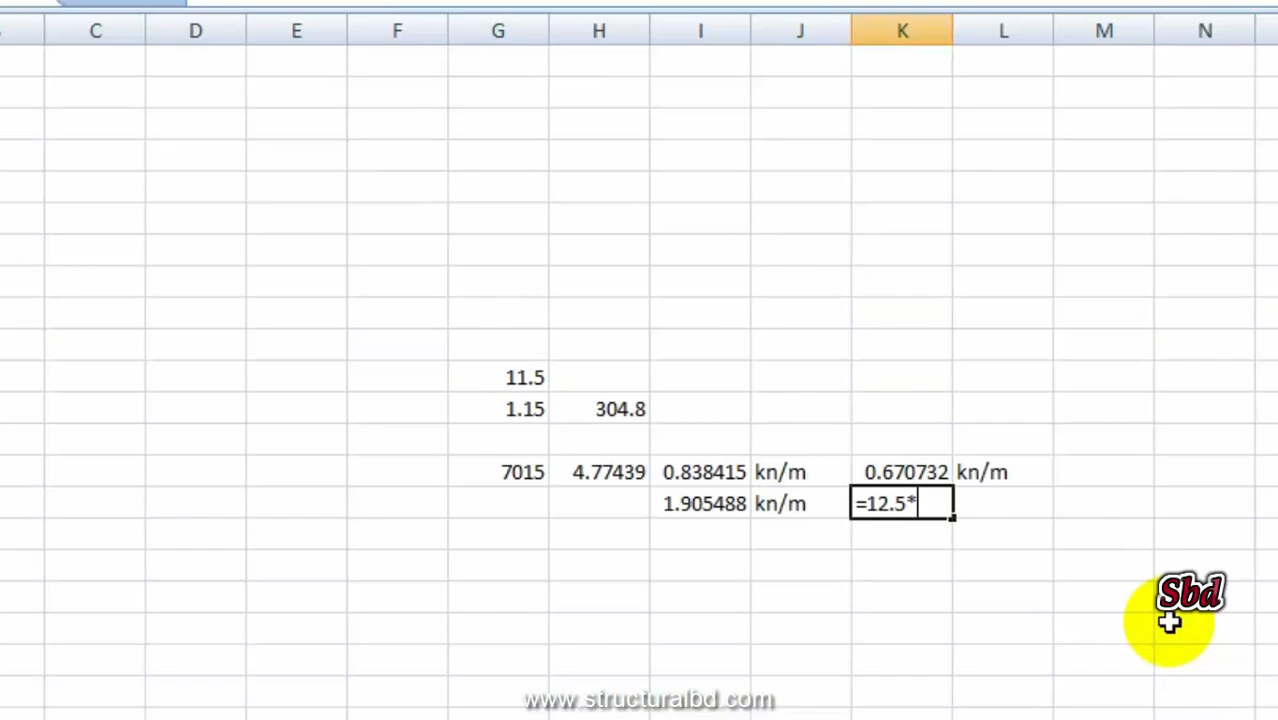 C D E F G H I J K L M N
11.5
1.15 304.8
7015 4.77439 0.838415 kn/m 0.670732 kn/m
1.905488 kn/m =12.5*
Sbd
www.structuralbd.com